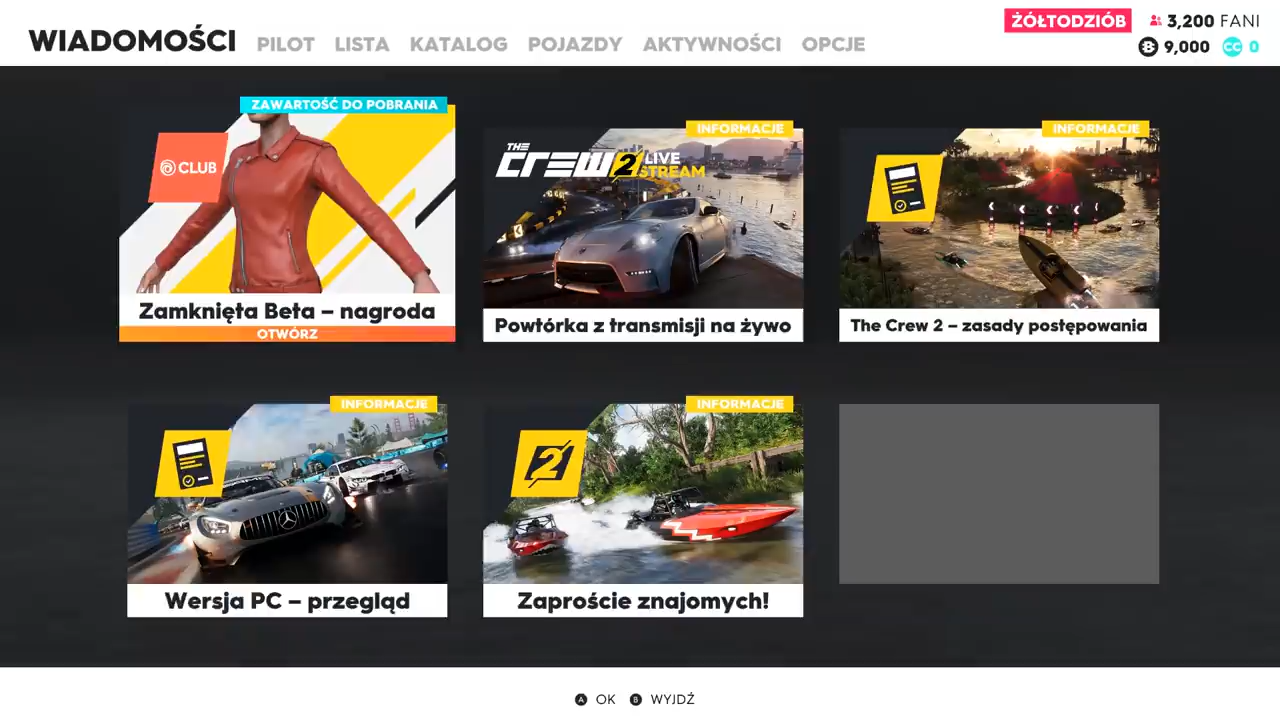 WIADOMOŚCI PILOT LISTA KATALOG POJAZDY AKTYWNOŚCI OPCJE
ŻÓŁTODZIÓB 3,200 FANI
9,000 CC 0
ZAWARTOŚĆ DO POBRANIA
CLUB
Zamknięta Beta – nagroda
OTWÓRZ
INFORMACJE
THE CREW 2 LIVE STREAM
Powtórka z transmisji na żywo
INFORMACJE
The Crew 2 – zasady postępowania
INFORMACJE
Wersja PC – przegląd
INFORMACJE
2
Zaproście znajomych!
A OK B WYJDŹ